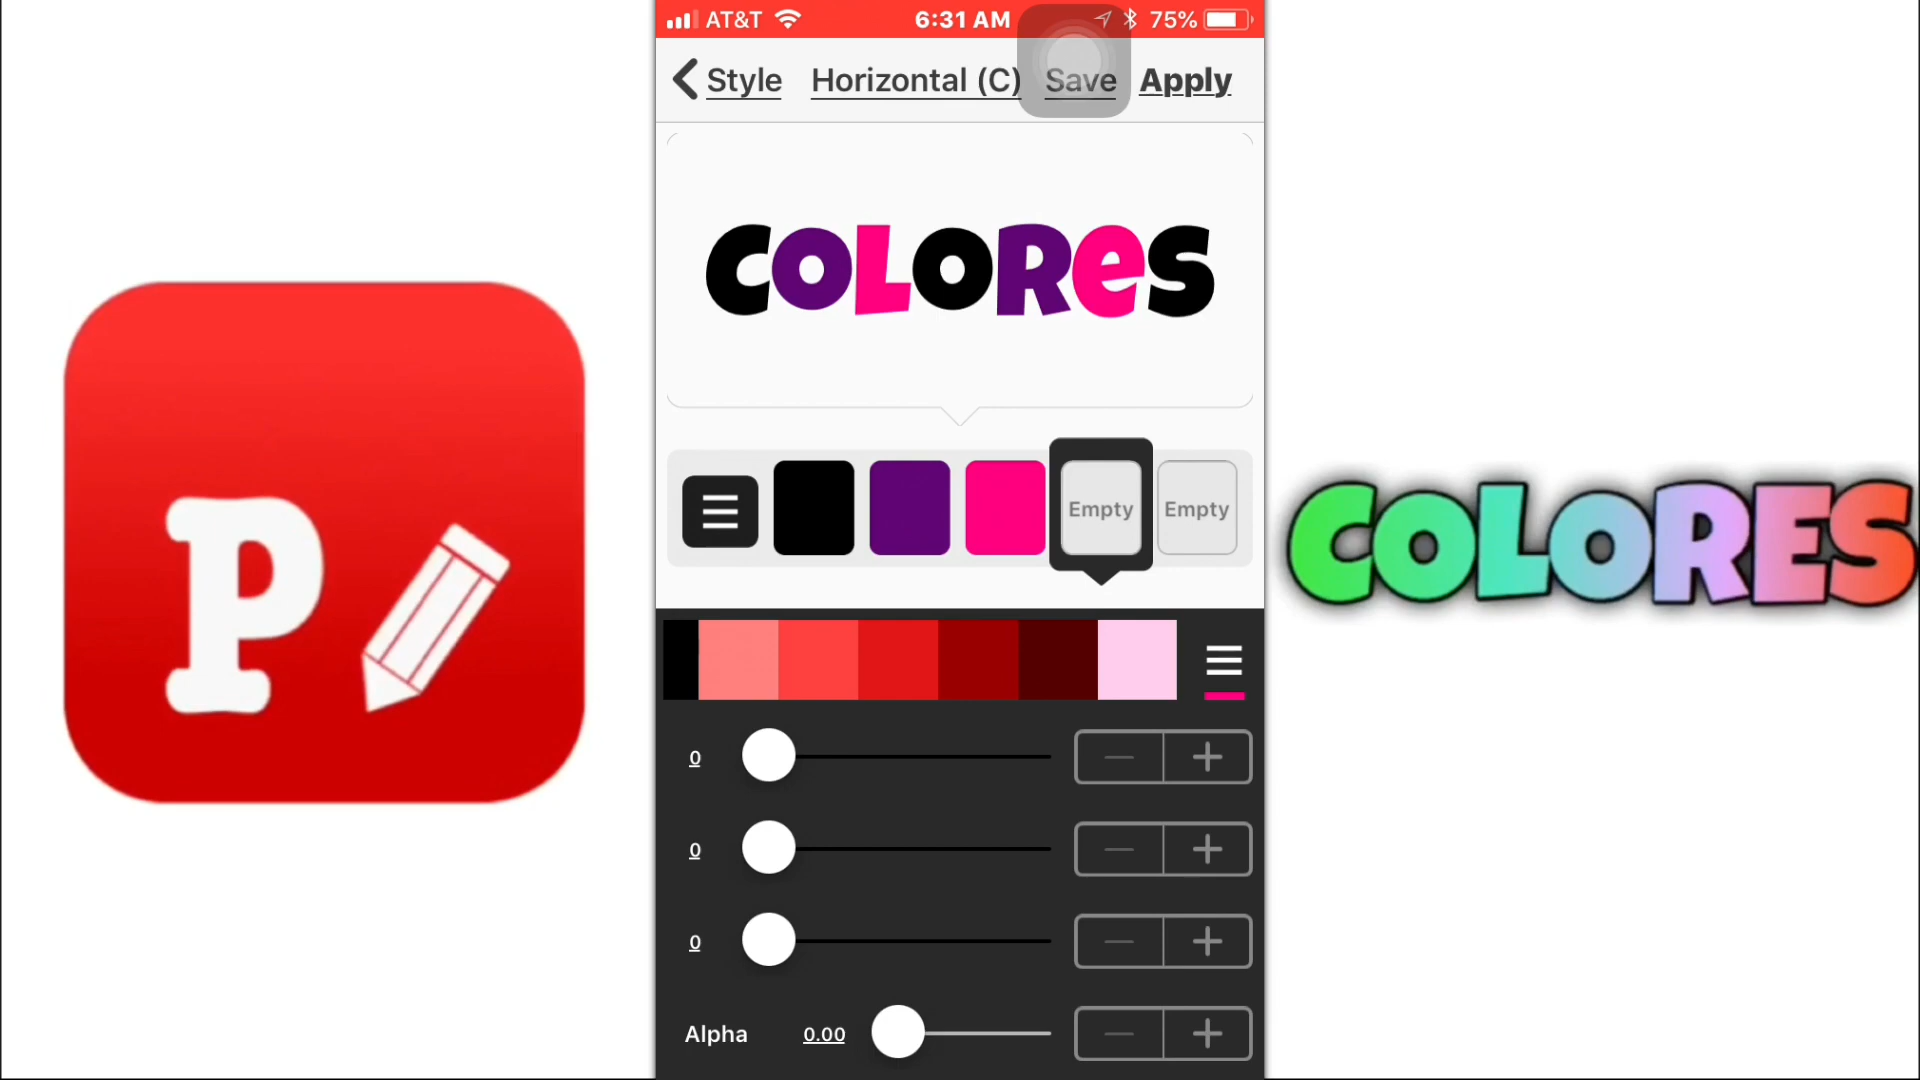 AT&T 6:31 AM 75%
Style Horizontal (C) Save Apply
COLOReS
Empty Empty
P
COLORES
0
0
0
Alpha 0.00